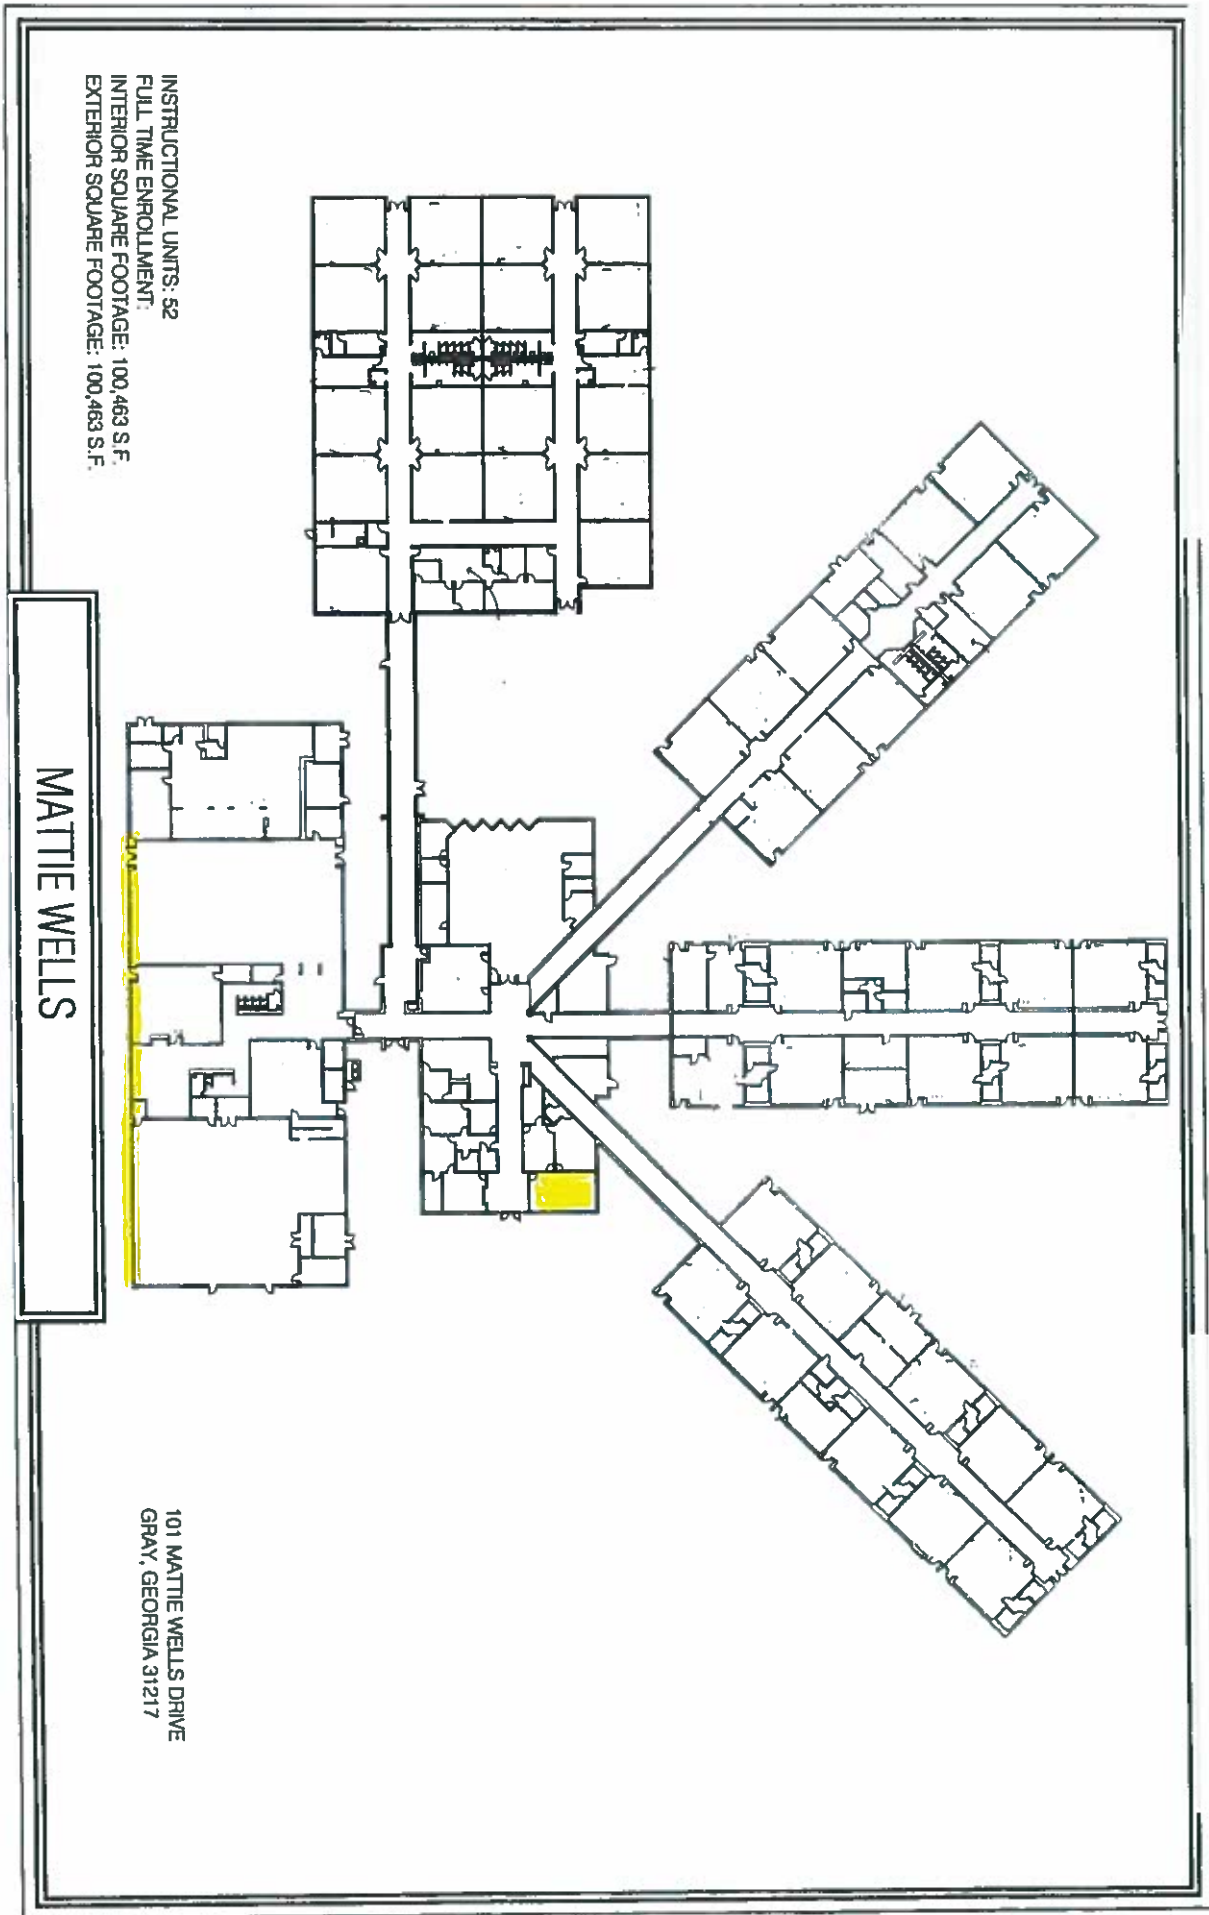 INSTRUCTIONAL UNITS: 52
FULL TIME ENROLLMENT:
INTERIOR SQUARE FOOTAGE: 100,463 S.F.
EXTERIOR SQUARE FOOTAGE: 100,463 S.F.
MATTIE WELLS
101 MATTIE WELLS DRIVE
GRAY, GEORGIA 31217